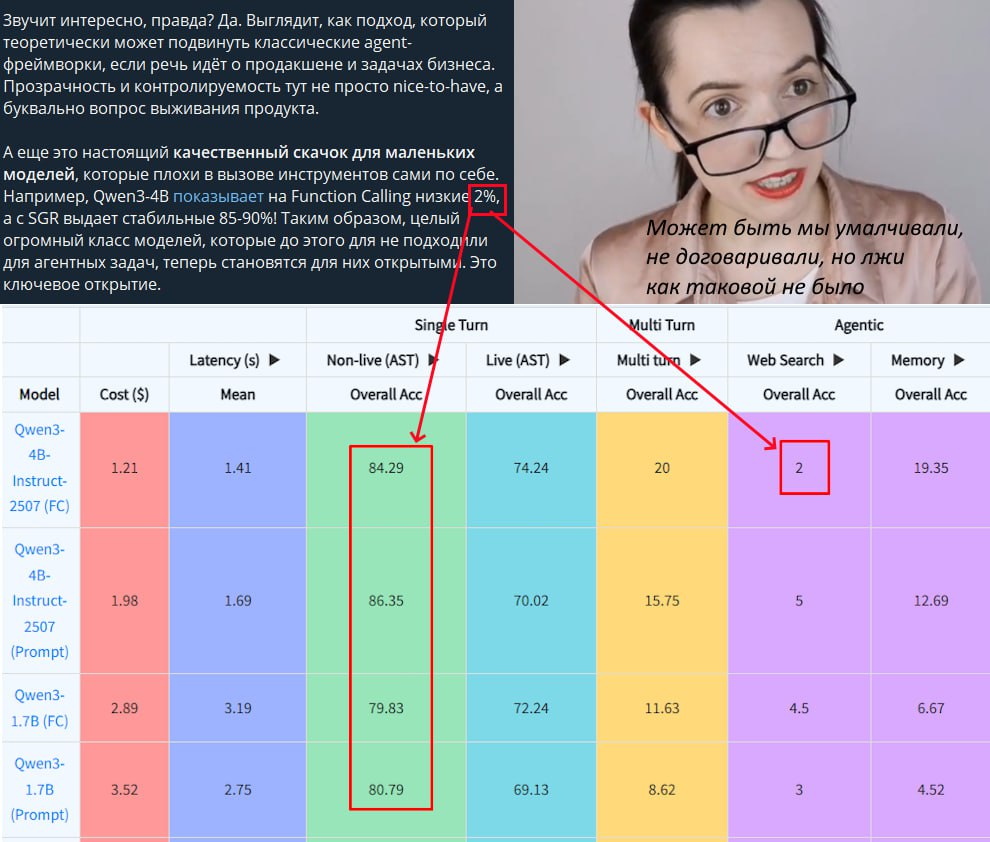 Звучит интересно, правда? Да. Выглядит, как подход, который
теоретически может подвинуть классические agent-
фреймворки, если речь идёт о продакшене и задачах бизнеса.
Прозрачность и контролируемость тут не просто nice-to-have, а
буквально вопрос выживания продукта.
А еще это настоящий качественный скачок для маленьких
моделей, которые плохи в вызове инструментов сами по себе.
Например, Qwen3-4B показывает на Function Calling низкие 2%,
а с SGR выдает стабильные 85-90%! Таким образом, целый
огромный класс моделей, которые до этого для не подходили
для агентных задач, теперь становятся для них открытыми. Это
ключевое открытие.
Может быть мы умалчивали,
не договаривали, но лжи
как таковой не было
Single Turn Multi Turn Agentic
Latency (s) ▶ Non-live (AST) ▶ Live (AST) ▶ Multi turn ▶ Web Search ▶ Memory ▶
Model Cost ($) Mean Overall Acc Overall Acc Overall Acc Overall Acc Overall Acc
Qwen3-
4B-
Instruct-
2507 (FC)
1.21 1.41 84.29 74.24 20 2 19.35
Qwen3-
4B-
Instruct-
2507
(Prompt)
1.98 1.69 86.35 70.02 15.75 5 12.69
Qwen3-
1.7B (FC)
2.89 3.19 79.83 72.24 11.63 4.5 6.67
Qwen3-
1.7B
(Prompt)
3.52 2.75 80.79 69.13 8.62 3 4.52